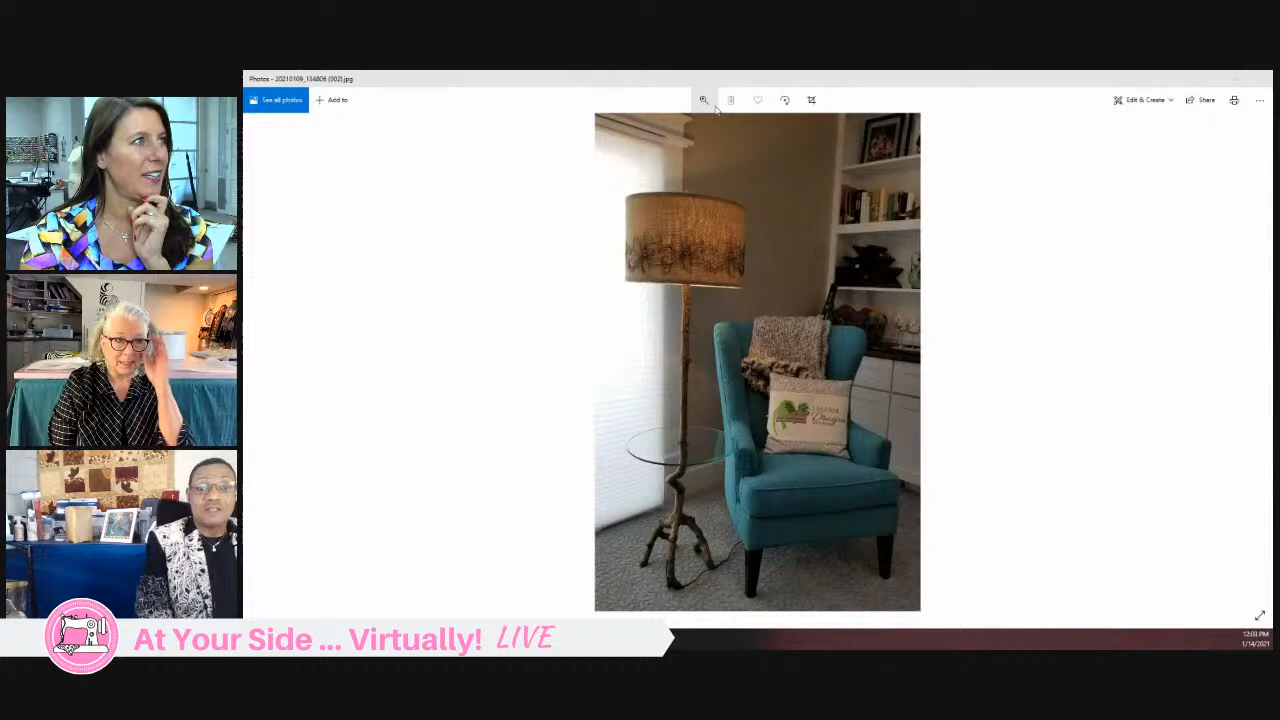 Photos - 20210109_134806 (002).jpg
See all photos
Add to
Edit & Create
Share
At Your Side ... Virtually! LIVE
12:03 PM
1/14/2021